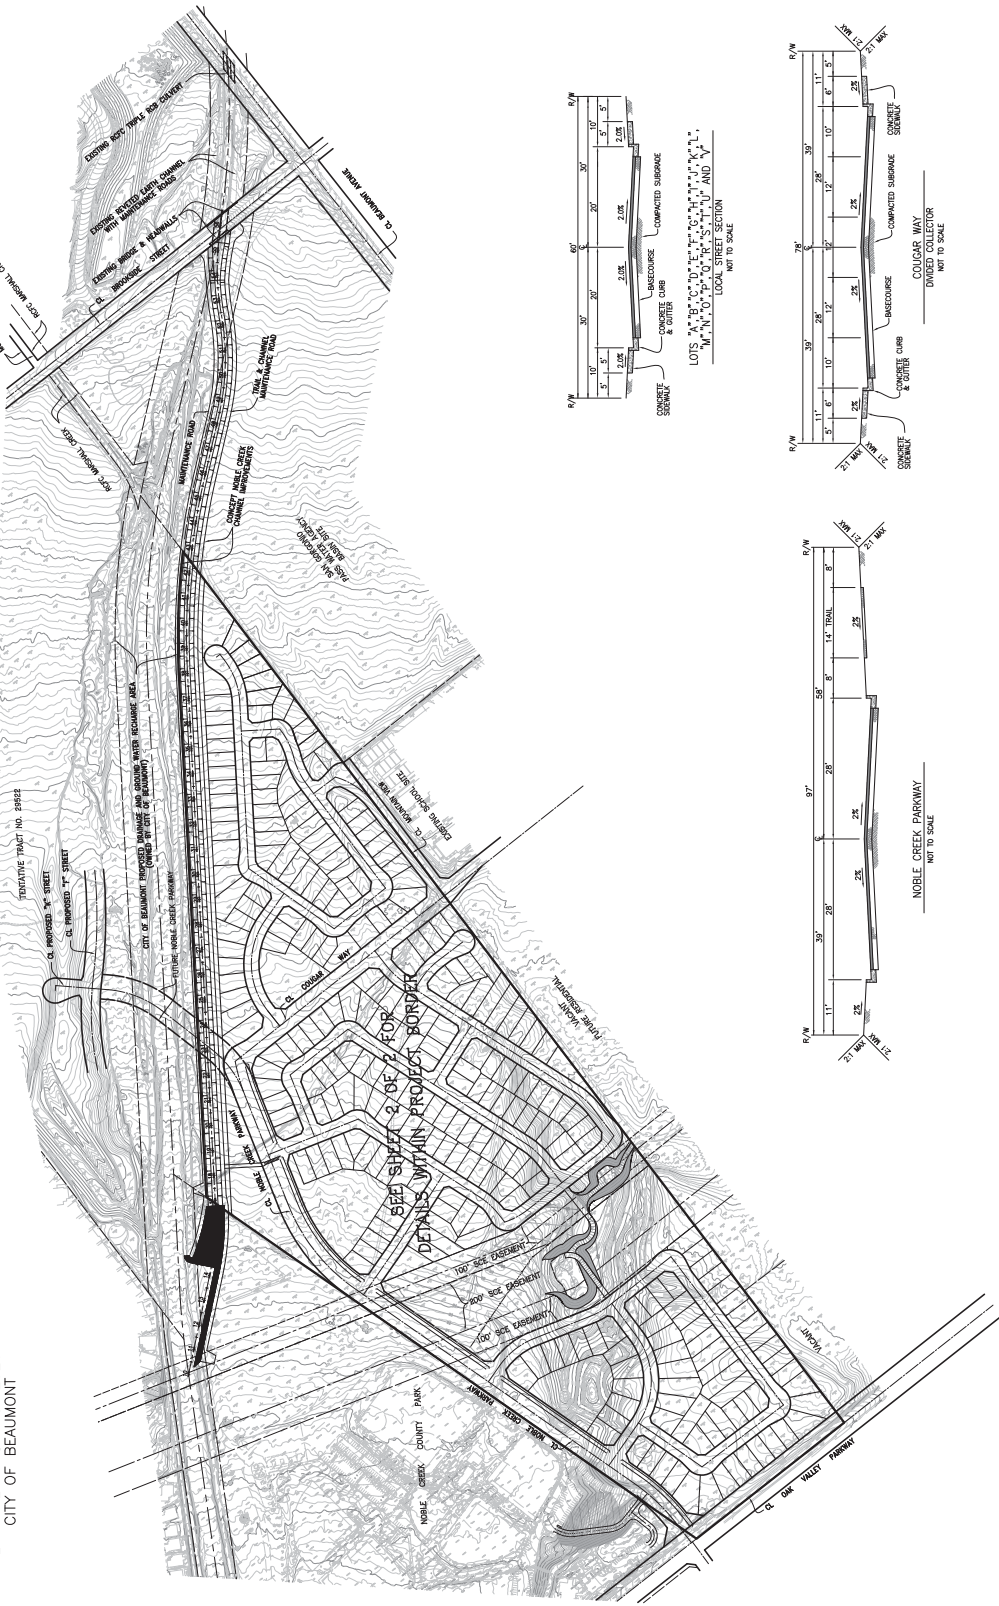 CITY OF BEAUMONT
TENTATIVE TRACT NO. 29522
CL PROPOSED "K" STREET
CL PROPOSED "F" STREET
CITY OF BEAUMONT PROPOSED DRAINAGE AND GROUND WATER RECHARGE AREA
(OWNED BY CITY OF BEAUMONT)
FUTURE NOBLE CREEK PARKWAY
RCFC MARSHALL CREEK
EXISTING RCFC TRIPLE RCB CULVERT
EXISTING REVETED EARTH CHANNEL
WITH MAINTENANCE ROADS
EXISTING BRIDGE & HEADWALLS
CL BROOKSIDE STREET
CL BEAUMONT AVENUE
MAINTENANCE ROAD
TRAIL & CHANNEL
MAINTENANCE ROAD
CONCEPT NOBLE CREEK
CHANNEL IMPROVEMENTS
SAN GORGONIO
PASS WATER AGENCY
BASIN SITE
CL MOUNTAIN VIEW
EXISTING SCHOOL SITE
CL COUGAR WAY
VACANT
FUTURE RESIDENTIAL
SEE SHEET 2 OF 2 FOR
DETAILS WITHIN PROJECT BORDER
CL NOBLE CREEK PARKWAY
100' SCE EASEMENT
200' SCE EASEMENT
100' SCE EASEMENT
CL NOBLE CREEK PARKWAY
NOBLE CREEK COUNTY PARK
VACANT
CL OAK VALLEY PARKWAY
R/W
60'
R/W
30'
30'
10'
20'
20'
10'
5'
5'
5'
5'
2.0%
2.0%
2.0%
2.0%
CONCRETE
SIDEWALK
CONCRETE CURB
& GUTTER
BASECOURSE
COMPACTED SUBGRADE
LOTS "A","B","C","D","E","F","G","H","I","J","K","L",
"M","N","O","P","Q","R","S","T","U" AND "V"
LOCAL STREET SECTION
NOT TO SCALE
R/W
78'
R/W
39'
39'
11'
28'
28'
11'
5'
6'
10'
12'
12'
12'
10'
6'
5'
2:1 MAX
2:1 MAX
2%
2%
2%
2%
2:1 MAX
2:1 MAX
CONCRETE
SIDEWALK
CONCRETE CURB
& GUTTER
BASECOURSE
COMPACTED SUBGRADE
CONCRETE
SIDEWALK
COUGAR WAY
DIVIDED COLLECTOR
NOT TO SCALE
R/W
97'
R/W
39'
58'
11'
28'
28'
8'
14' TRAIL
8'
2:1 MAX
2:1 MAX
2%
2%
2%
2%
2:1 MAX
2:1 MAX
NOBLE CREEK PARKWAY
NOT TO SCALE